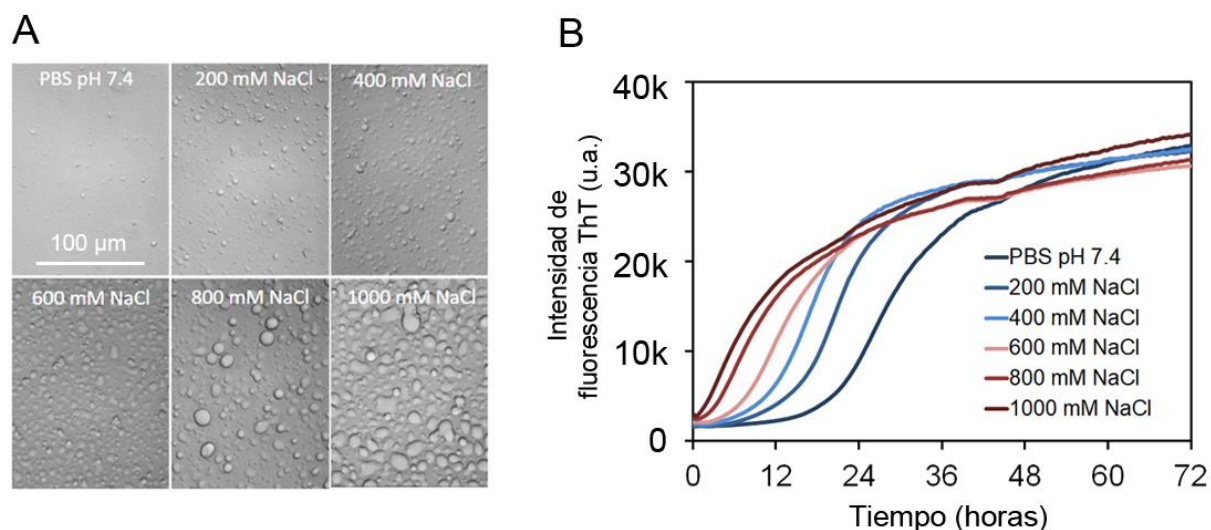 A
B
PBS pH 7.4
200 mM NaCl
400 mM NaCl
100 µm
600 mM NaCl
800 mM NaCl
1000 mM NaCl
Intensidad de
fluorescencia ThT (u.a.)
40k
30k
20k
10k
0
PBS pH 7.4
200 mM NaCl
400 mM NaCl
600 mM NaCl
800 mM NaCl
1000 mM NaCl
0 12 24 36 48 60 72
Tiempo (horas)